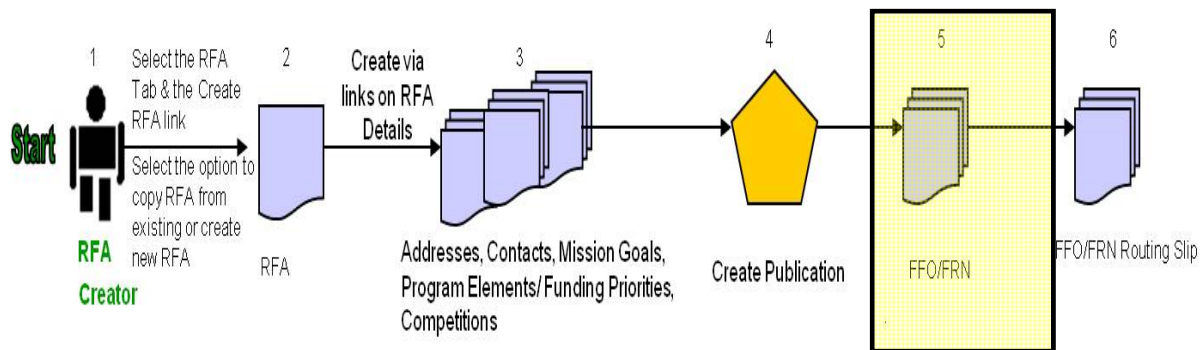 1
Select the RFA
Tab & the Create
RFA link
Select the option to
copy RFA from
existing or create
new RFA
Start
RFA
Creator
2
RFA
Create via
links on RFA
Details
3
Addresses, Contacts, Mission Goals,
Program Elements/ Funding Priorities,
Competitions
4
Create Publication
5
FFO/FRN
6
FFO/FRN Routing Slip